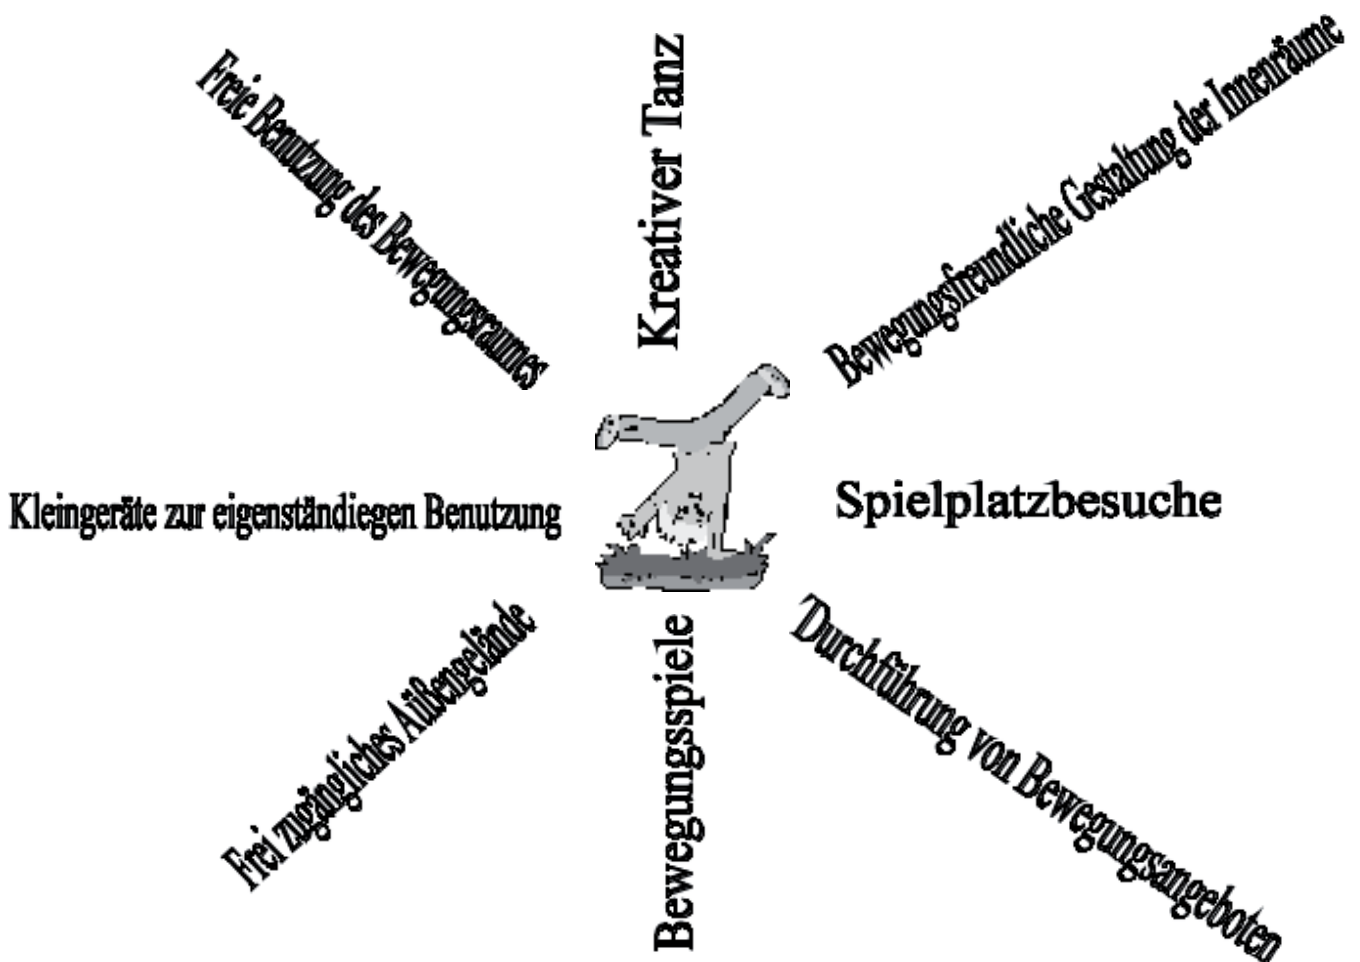 Freie Benutzung des Bewegungsraumes
Kreativer Tanz
Bewegungsfreundliche Gestaltung der Innenräume
Kleingeräte zur eigenständiegen Benutzung
Spielplatzbesuche
Frei zugängliches Aüßengelände
Bewegungsspiele
Durchführung von Bewegungsangeboten